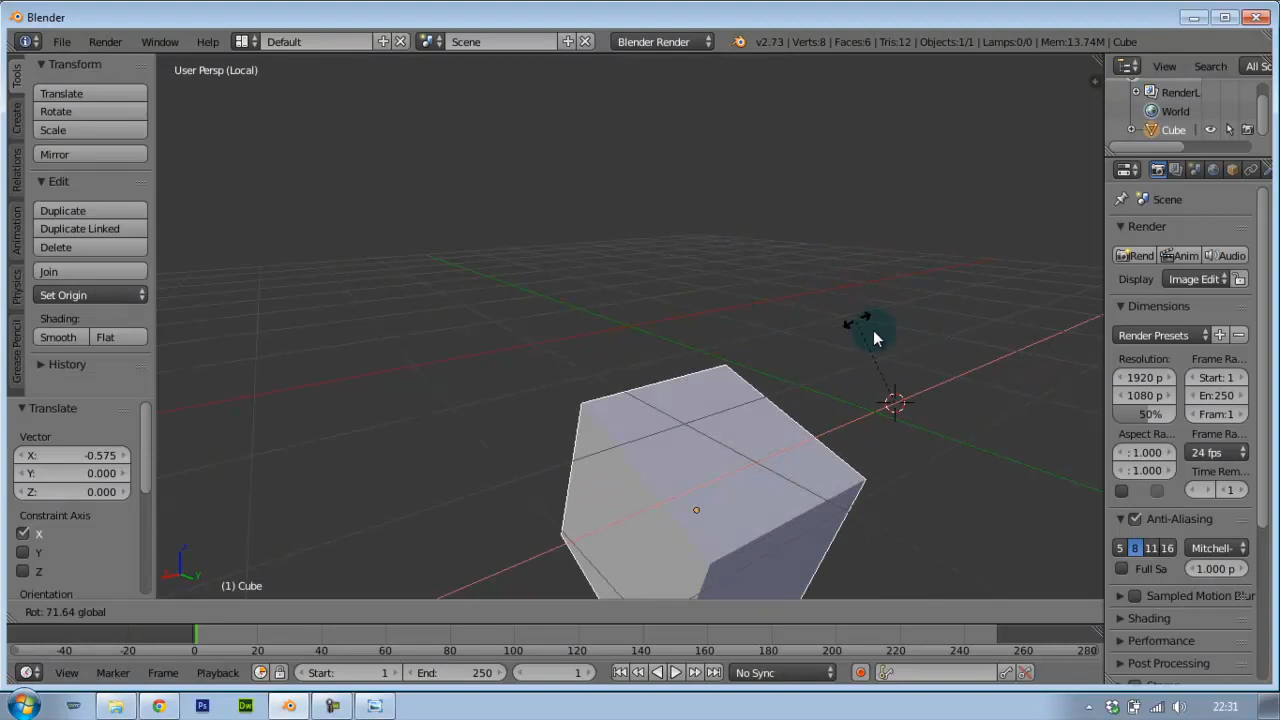 Blender
File Render Window Help Default Scene Blender Render v2.73 | Verts:8 | Faces:6 | Tris:12 | Objects:1/1 | Lamps:0/0 | Mem:13.74M | Cube
Tools
Create
Relations
Animation
Physics
Grease Pencil
Transform
Translate
Rotate
Scale
Mirror
Edit
Duplicate
Duplicate Linked
Delete
Join
Set Origin
Shading:
Smooth Flat
History
Translate
Vector
X: -0.575
Y: 0.000
Z: 0.000
Constraint Axis
X
Y
Z
Orientation
User Persp (Local)
z
x
y
(1) Cube
Rot: 71.64 global
View Search All Sc
RenderL
World
Cube
Scene
Render
Rend Anim Audio
Display Image Edit
Dimensions
Render Presets
Resolution: Frame Ra...
1920 p Start: 1
1080 p En:250
50% Fram:1
Aspect Ra... Frame Ra...
: 1.000 24 fps
: 1.000 Time Rem...
1
Anti-Aliasing
5 8 11 16 Mitchell-
Full Sa 1.000 p
Sampled Motion Blur
Shading
Performance
Post Processing
-40 -20 0 20 40 60 80 100 120 140 160 180 200 220 240 260 280
View Marker Frame Playback Start: 1 End: 250 1 No Sync
Ps Dw 22:31